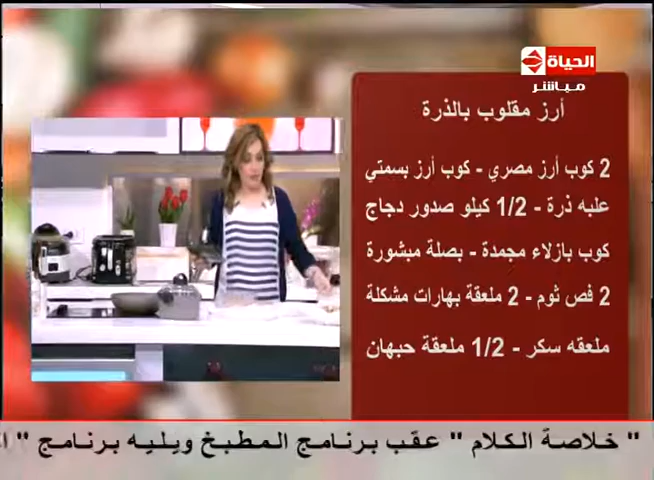 الحياة
مباشر
أرز مقلوب بالذرة
2 كوب أرز مصري - كوب أرز بسمتي
علبه ذرة - 1/2 كيلو صدور دجاج
كوب بازلاء مجمدة - بصلة مبشورة
2 فص ثوم - 2 ملعقة بهارات مشكلة
ملعقه سكر - 1/2 ملعقة حبهان
" خلاصة الكلام " عقب برنامج المطبخ ويليه برنامج "